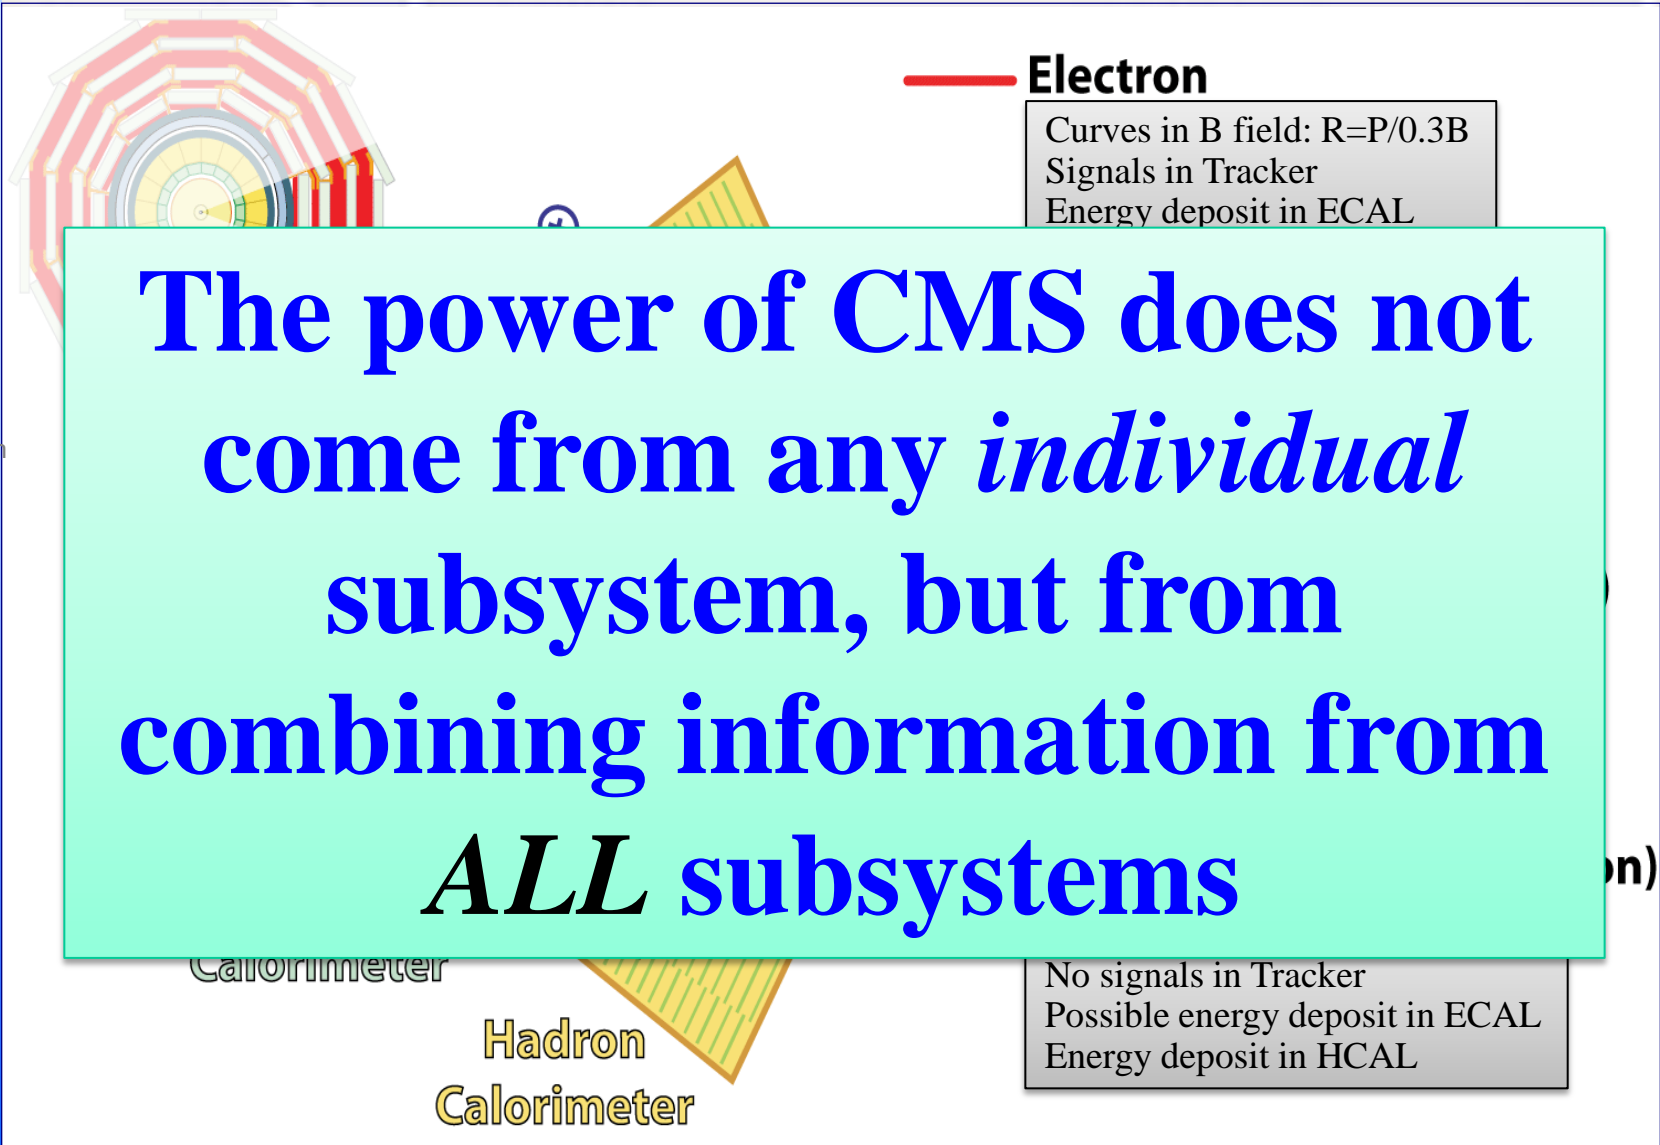 Electron
Curves in B field: R=P/0.3B
Signals in Tracker
Energy deposit in ECAL
The power of CMS does not
come from any individual
subsystem, but from
combining information from
ALL subsystems
on)
Calorimeter
No signals in Tracker
Possible energy deposit in ECAL
Energy deposit in HCAL
Hadron
Calorimeter